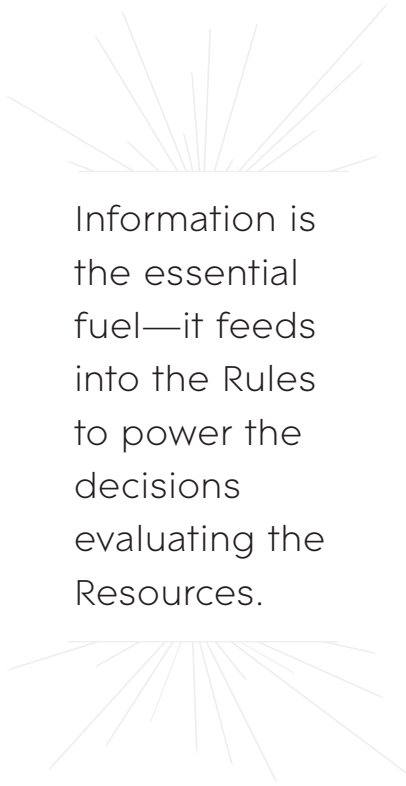 Information is
the essential
fuel—it feeds
into the Rules
to power the
decisions
evaluating the
Resources.